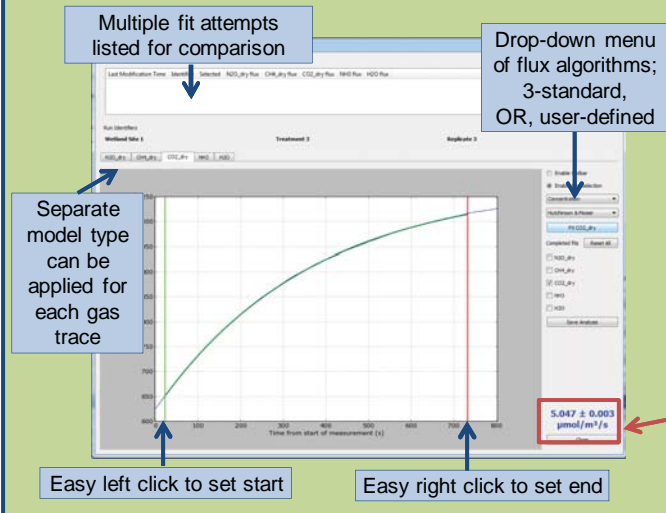 Multiple fit attempts
listed for comparison
Drop-down menu
of flux algorithms;
3-standard,
OR, user-defined
Last Modification Time Identifier Selected N2O_dry flux CH4_dry flux CO2_dry flux NH3 flux H2O flux
Run Identifiers
Wetland Site 1 Treatment 3 Replicate 3
N2O_dry CH4_dry CO2_dry NH3 H2O
Separate
model type
can be
applied for
each gas
trace
Concentration
Hutchinson & Mosier
Fit CO2_dry
Completed fits Reset All
N2O_dry
CH4_dry
CO2_dry
NH3
H2O
Save Analysis
650
600
100 200 300 400 500 600 700 800
Time from start of measurement (s)
5.047 ± 0.003
µmol/m²/s
Easy left click to set start
Easy right click to set end